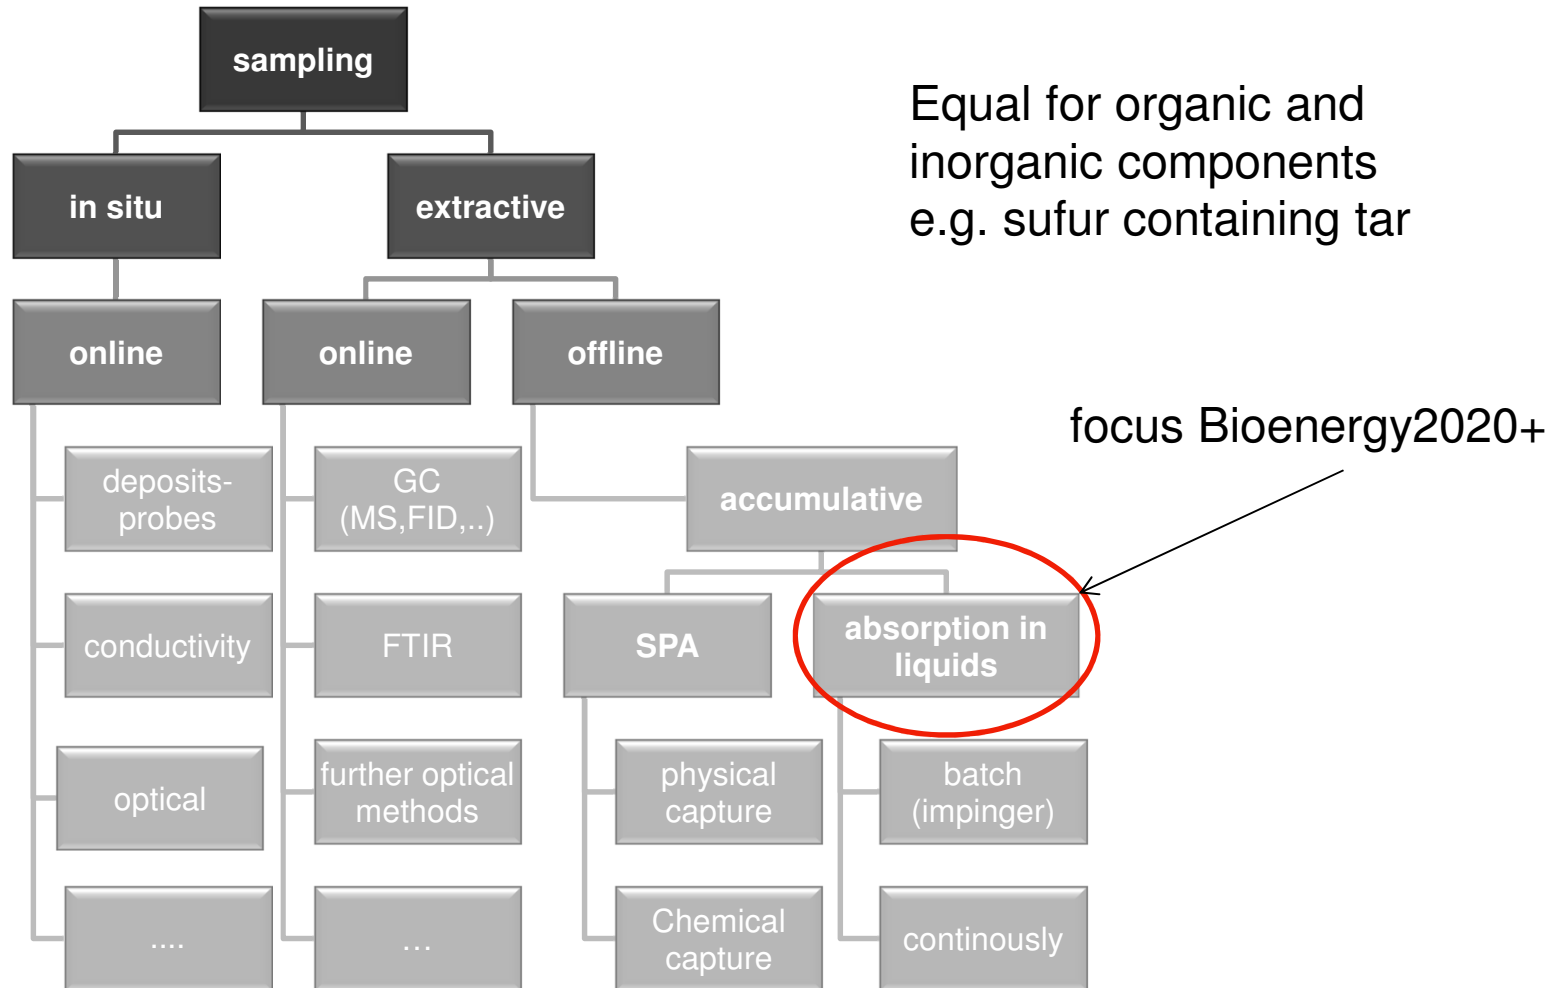 sampling
Equal for organic and
inorganic components
e.g. sufur containing tar
in situ
extractive
online
online
offline
focus Bioenergy2020+
deposits-
probes
GC
(MS,FID,..)
accumulative
conductivity
FTIR
SPA
absorption in
liquids
optical
further optical
methods
physical
capture
batch
(impinger)
....
...
Chemical
capture
continously